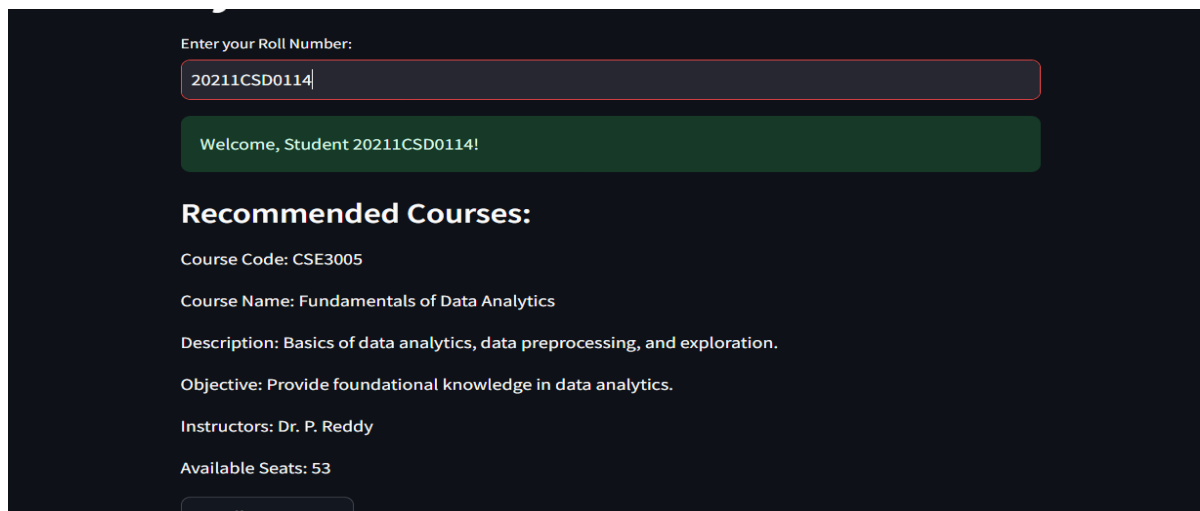 Enter your Roll Number:
20211CSD0114
Welcome, Student 20211CSD0114!
Recommended Courses:
Course Code: CSE3005
Course Name: Fundamentals of Data Analytics
Description: Basics of data analytics, data preprocessing, and exploration.
Objective: Provide foundational knowledge in data analytics.
Instructors: Dr. P. Reddy
Available Seats: 53